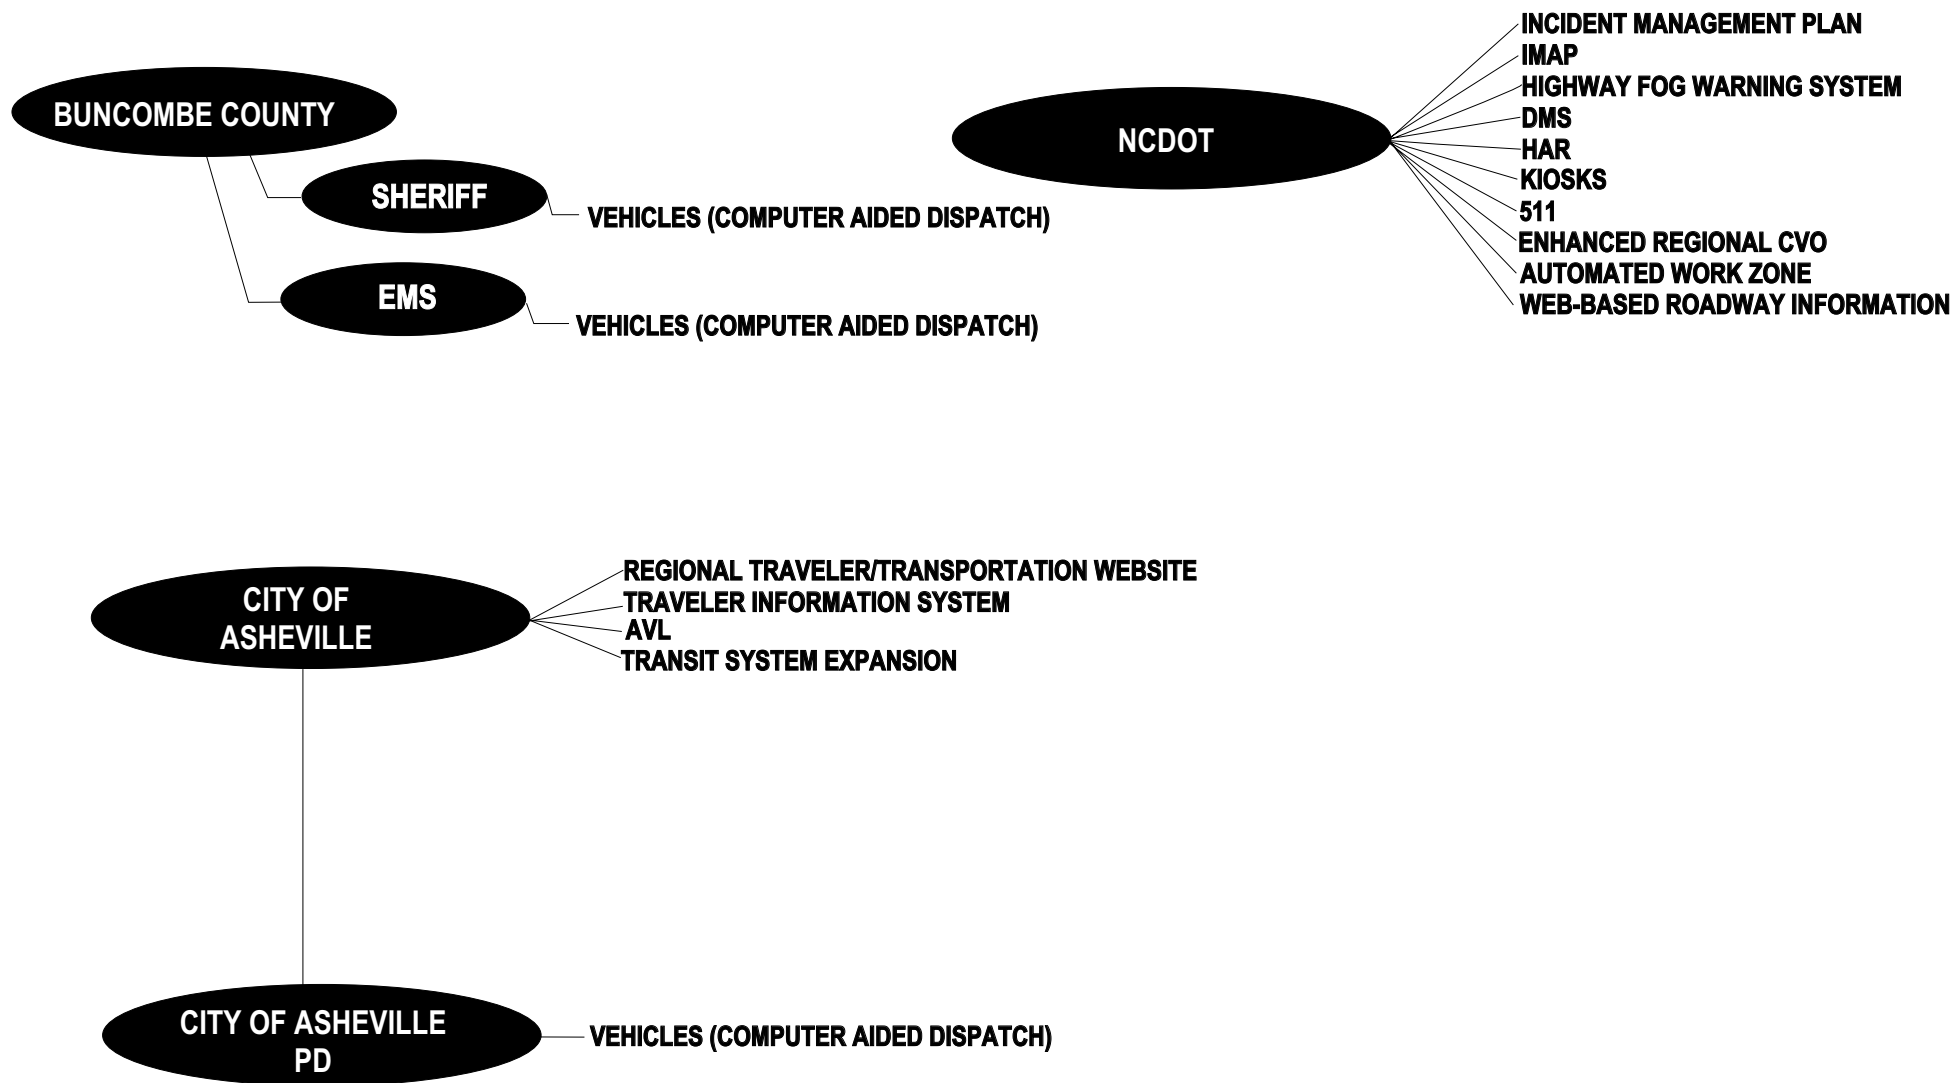 BUNCOMBE COUNTY
SHERIFF
VEHICLES (COMPUTER AIDED DISPATCH)
EMS
VEHICLES (COMPUTER AIDED DISPATCH)
NCDOT
INCIDENT MANAGEMENT PLAN
IMAP
HIGHWAY FOG WARNING SYSTEM
DMS
HAR
KIOSKS
511
ENHANCED REGIONAL CVO
AUTOMATED WORK ZONE
WEB-BASED ROADWAY INFORMATION
CITY OF
ASHEVILLE
REGIONAL TRAVELER/TRANSPORTATION WEBSITE
TRAVELER INFORMATION SYSTEM
AVL
TRANSIT SYSTEM EXPANSION
CITY OF ASHEVILLE
PD
VEHICLES (COMPUTER AIDED DISPATCH)